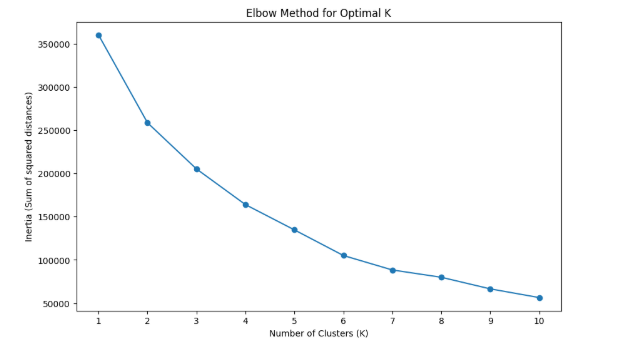 Elbow Method for Optimal K
350000
300000
250000
200000
150000
100000
50000
Inertia (Sum of squared distances)
1 2 3 4 5 6 7 8 9 10
Number of Clusters (K)